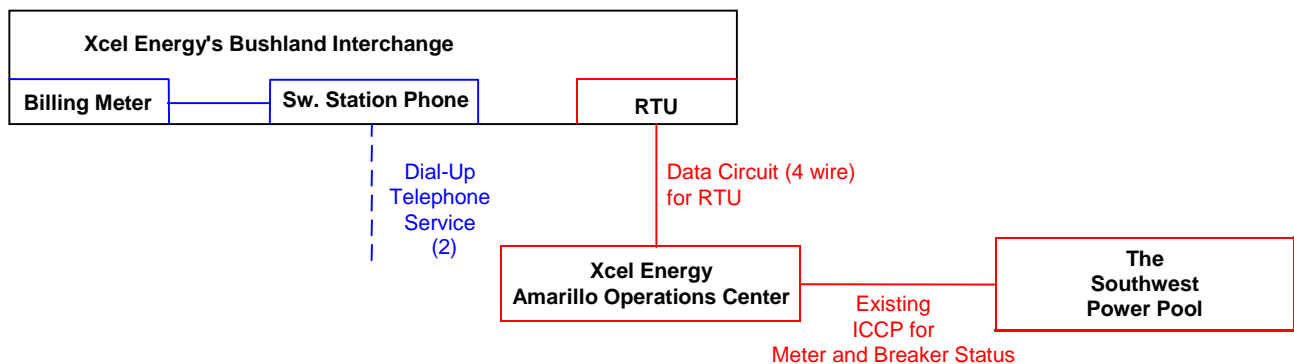 Xcel Energy's Bushland Interchange
Billing Meter
Sw. Station Phone
RTU
Dial-Up
Telephone
Service
(2)
Data Circuit (4 wire)
for RTU
Xcel Energy
Amarillo Operations Center
Existing
ICCP for
Meter and Breaker Status
The
Southwest
Power Pool